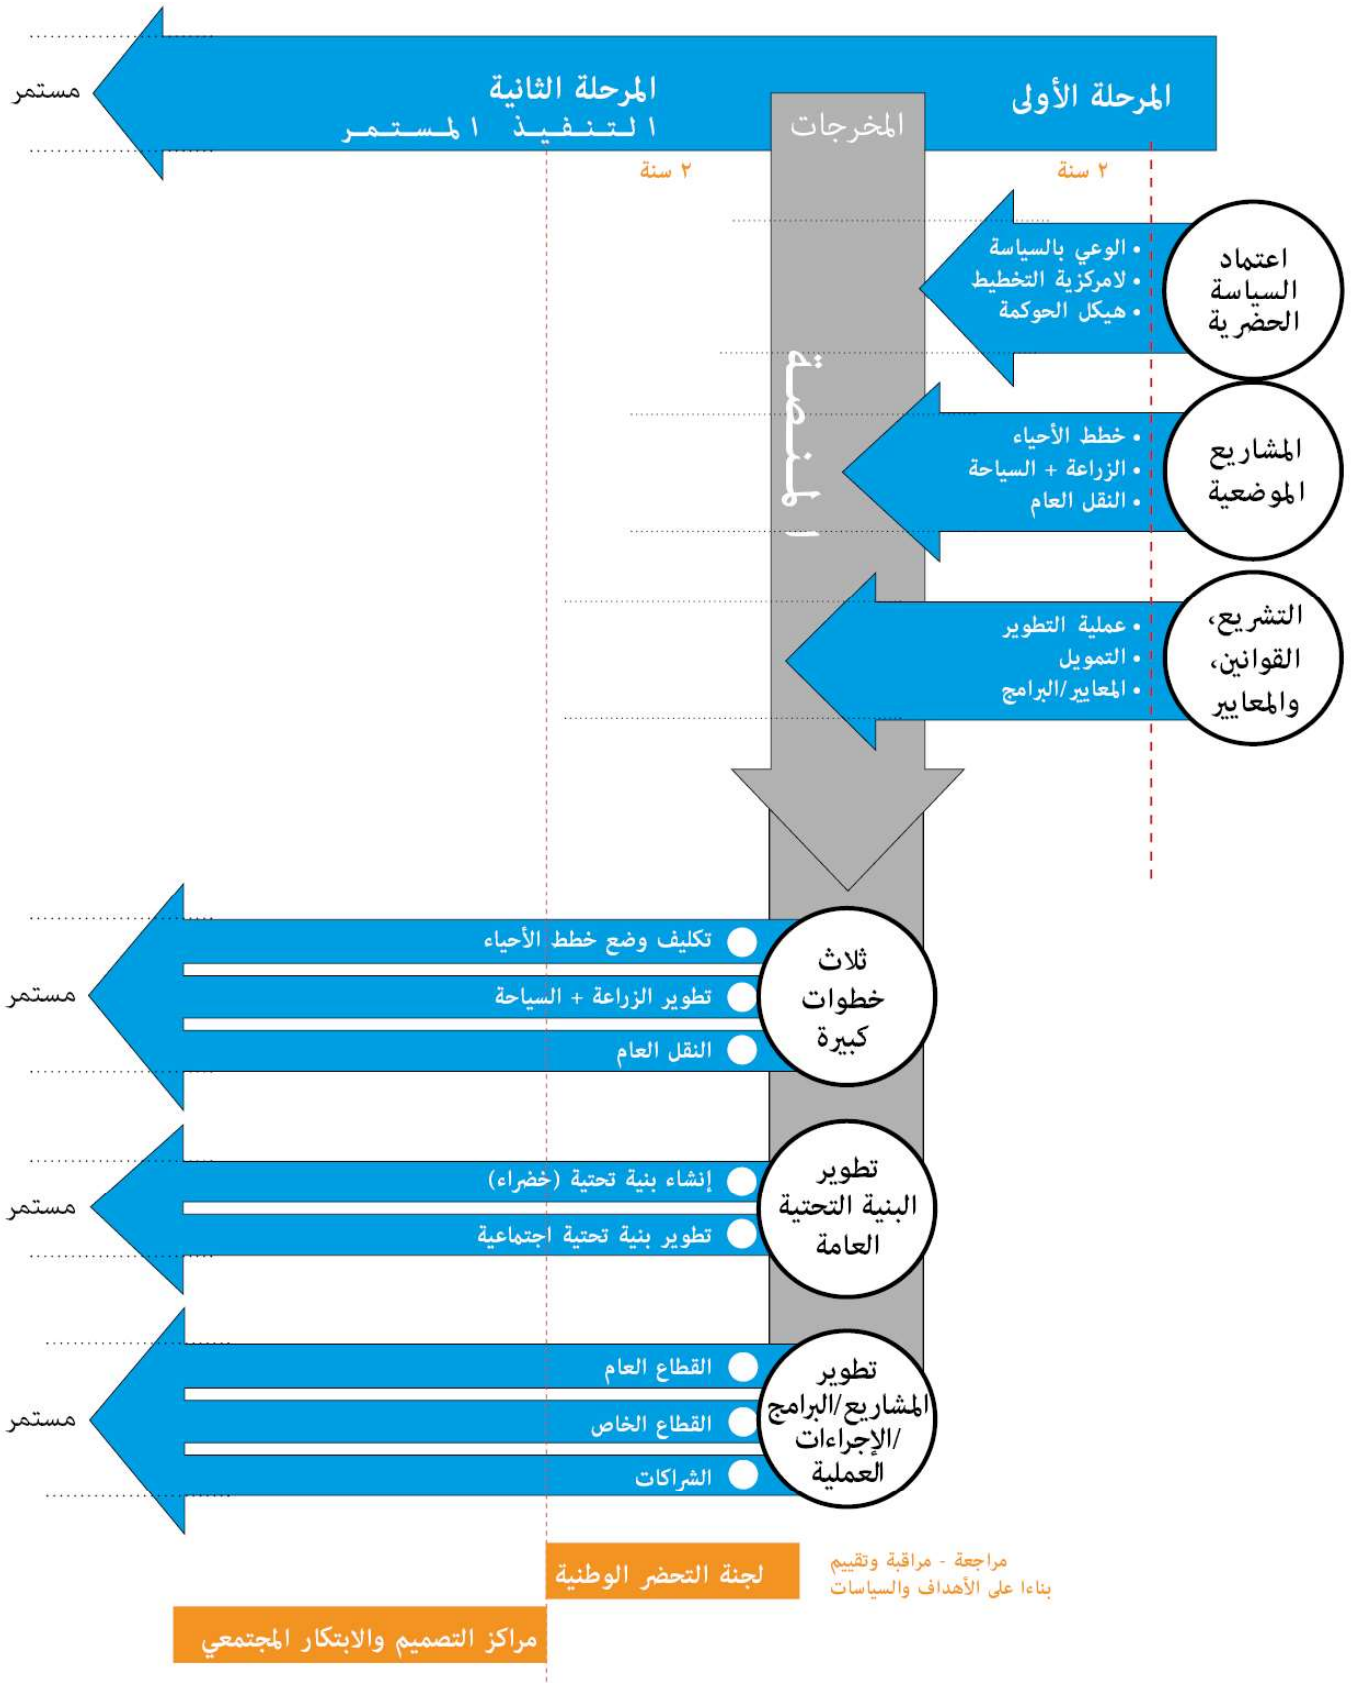 المرحلة الأولى
المخرجات
المرحلة الثانية
التنفيذ المستمر
مستمر
٢ سنة
٢ سنة
اعتماد
السياسة
الحضرية
• الوعي بالسياسة
• لامركزية التخطيط
• هيكل الحوكمة
المنصة
المشاريع
الموضعية
• خطط الأحياء
• الزراعة + السياحة
• النقل العام
التشريع،
القوانين،
والمعايير
• عملية التطوير
• التمويل
• المعايير/البرامج
ثلاث
خطوات
كبيرة
تكليف وضع خطط الأحياء
تطوير الزراعة + السياحة
النقل العام
مستمر
تطوير
البنية التحتية
العامة
إنشاء بنية تحتية (خضراء)
تطوير بنية تحتية اجتماعية
مستمر
تطوير
المشاريع/البرامج
/الإجراءات
العملية
القطاع العام
القطاع الخاص
الشراكات
مستمر
مراجعة - مراقبة وتقييم
بناءا على الأهداف والسياسات
لجنة التحضر الوطنية
مراكز التصميم والابتكار المجتمعي